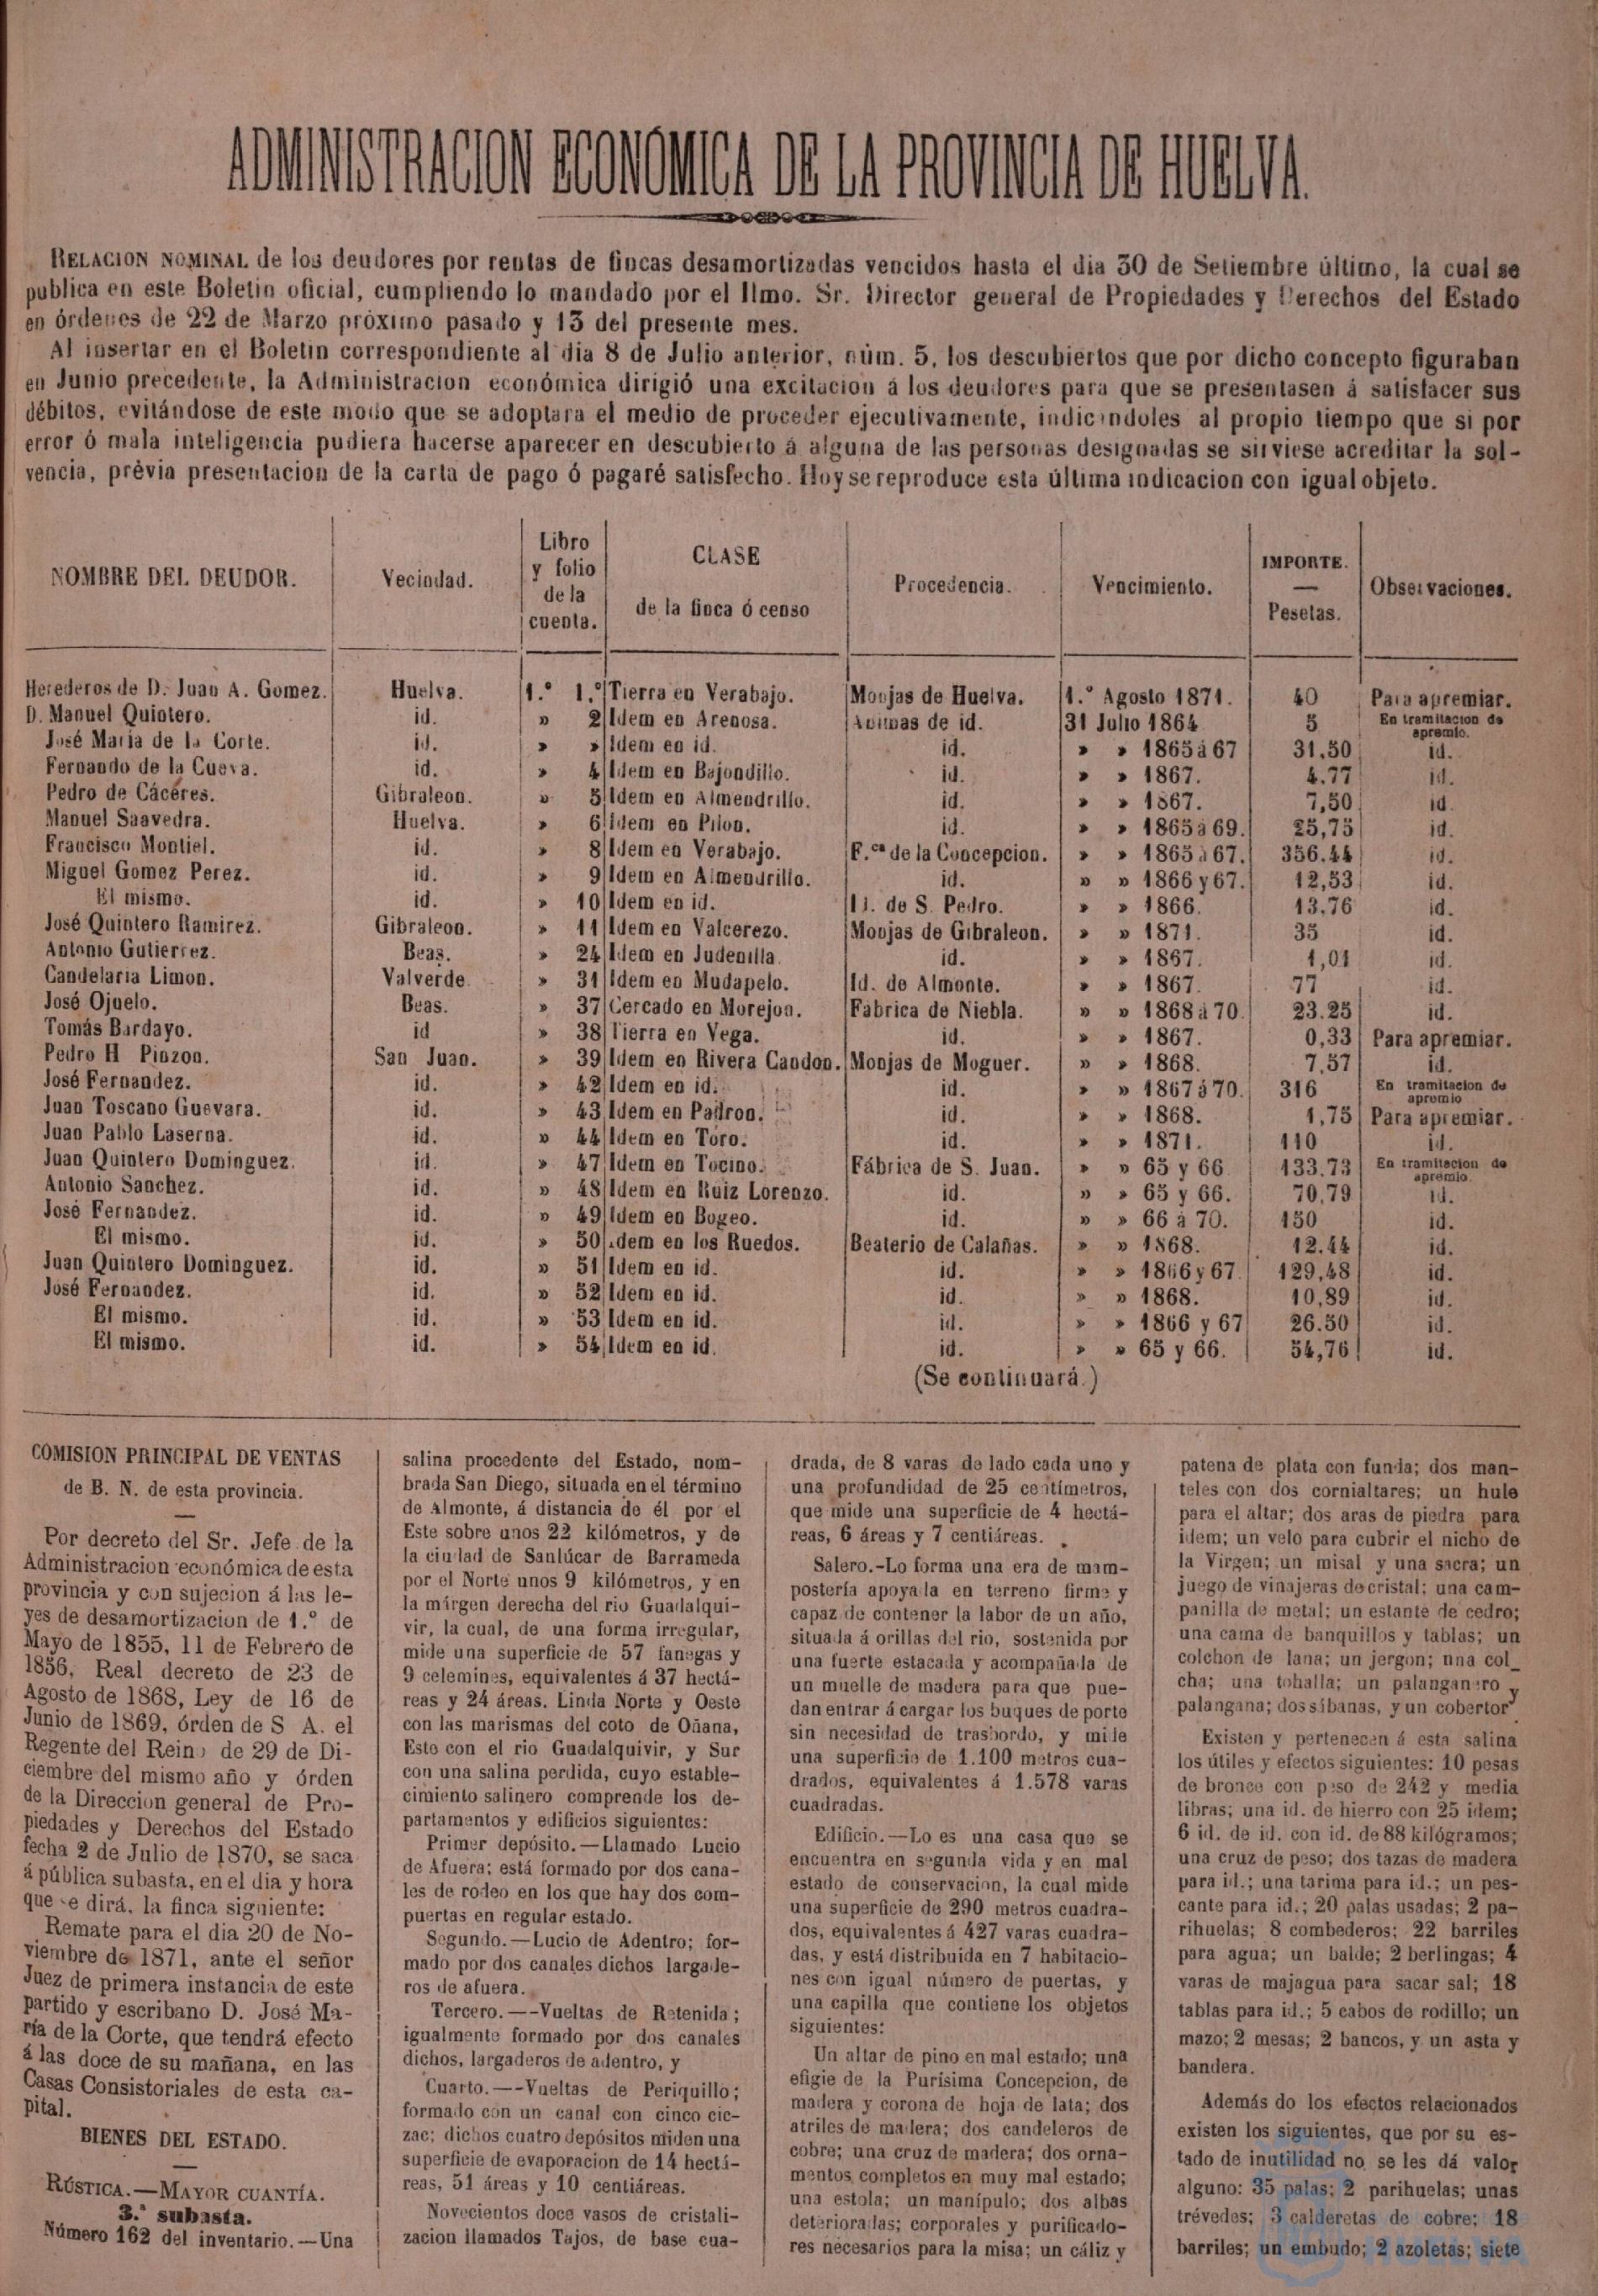 ADMINISTRACION ECONÓMICA DE LA PROVINCIA DE HUELVA.
RELACION NOMINAL de los deudores por rentas de fincas desamortizadas vencidos hasta el dia 30 de Setiembre último, la cual se
publica en este Boletin oficial, cumpliendo lo mandado por el Ilmo. Sr. Director general de Propiedades y Derechos del Estado
en órdenes de 22 de Marzo próximo pasado y 13 del presente mes.
Al insertar en el Boletin correspondiente al dia 8 de Julio anterior, núm. 5, los descubiertos que por dicho concepto figuraban
en Junio precedente, la Administracion económica dirigió una excitacion á los deudores para que se presentasen á satisfacer sus
débitos, evitándose de este modo que se adoptara el medio de proceder ejecutivamente, indicándoles al propio tiempo que si por
error ó mala inteligencia pudiera hacerse aparecer en descubierto á alguna de las personas designadas se sirviese acreditar la sol-
vencia, prévia presentacion de la carta de pago ó pagaré satisfecho. Hoy se reproduce esta última indicacion con igual objeto.
NOMBRE DEL DEUDOR. Vecindad. Libro y folio de la cuenta. CLASE de la finca ó censo Procedencia. Vencimiento. IMPORTE. — Pesetas. Observaciones.
Herederos de D. Juan A. Gomez. Huelva. 1.º 1.º Tierra en Verabajo. Monjas de Huelva. 1.º Agosto 1871. 40 Para apremiar.
D. Manuel Quintero. id. » 2 Idem en Arenosa. Animas de id. 31 Julio 1864 5 En tramitacion de apremio.
José Maria de la Corte. id. » » Idem en id. id. » » 1865 á 67 31,50 id.
Fernando de la Cueva. id. » 4 Idem en Bajondillo. id. » » 1867. 4.77 id.
Pedro de Cácéres. Gibraleon. » 5 Idem en Almendrillo. id. » » 1867. 7,50 id.
Manuel Saavedra. Huelva. » 6 Idem en Pilon. id. » » 1865 á 69. 25,75 id.
Francisco Montiel. id. » 8 Idem en Verabajo. F.ca de la Concepcion. » » 1865 á 67. 356.44 id.
Miguel Gomez Perez. id. » 9 Idem en Almendrillo. id. » » 1866 y 67. 12,53 id.
El mismo. id. » 10 Idem en id. Id. de S. Pedro. » » 1866. 13,76 id.
José Quintero Ramirez. Gibraleon. » 11 Idem en Valcerezo. Monjas de Gibraleon. » » 1871. 35 id.
Antonio Gutierrez. Beas. » 24 Idem en Judenilla. id. » » 1867. 1,01 id.
Candelaria Limon. Valverde. » 31 Idem en Mudapelo. Id. de Almonte. » » 1867. 77 id.
José Ojuelo. Beas. » 37 Cercado en Morejon. Fábrica de Niebla. » » 1868 á 70. 23.25 id.
Tomás Bardayo. id » 38 Tierra en Vega. id. » » 1867. 0,33 Para apremiar.
Pedro H Pinzon. San Juan. » 39 Idem en Rivera Candon. Monjas de Moguer. » » 1868. 7,57 id.
José Fernandez. id. » 42 Idem en id. id. » » 1867 á 70. 316 En tramitacion de apremio
Juan Toscano Guevara. id. » 43 Idem en Padron. id. » » 1868. 1,75 Para apremiar.
Juan Pablo Laserna. id. » 44 Idem en Toro. id. » » 1871. 110 id.
Juan Quintero Dominguez. id. » 47 Idem en Tocino. Fábrica de S. Juan. » » 65 y 66. 133.73 En tramitacion de apremio.
Antonio Sanchez. id. » 48 Idem en Ruiz Lorenzo. id. » » 65 y 66. 70,79 id.
José Fernandez. id. » 49 Idem en Bogeo. id. » » 66 á 70. 150 id.
El mismo. id. » 50 Idem en los Ruedos. Beaterio de Calañas. » » 1868. 12.44 id.
Juan Quintero Dominguez. id. » 51 Idem en id. id. » » 1866 y 67. 129,48 id.
José Fernandez. id. » 52 Idem en id. id. » » 1868. 10,89 id.
El mismo. id. » 53 Idem en id. id. » » 1866 y 67 26.50 id.
El mismo. id. » 54 Idem en id. id. » » 65 y 66. 54,76 id.
(Se continuará.)
COMISION PRINCIPAL DE VENTAS
de B. N. de esta provincia.
Por decreto del Sr. Jefe de la
Administracion económica de esta
provincia y con sujecion á las le-
yes de desamortizacion de 1.º de
Mayo de 1855, 11 de Febrero de
1856, Real decreto de 23 de
Agosto de 1868, Ley de 16 de
Junio de 1869, órden de S A. el
Regente del Reino de 29 de Di-
ciembre del mismo año y órden
de la Direccion general de Pro-
piedades y Derechos del Estado
fecha 2 de Julio de 1870, se saca
á pública subasta, en el dia y hora
que se dirá, la finca siguiente:
Remate para el dia 20 de No-
viembre de 1871, ante el señor
Juez de primera instancia de este
partido y escribano D. José Ma-
ría de la Corte, que tendrá efecto
á las doce de su mañana, en las
Casas Consistoriales de esta ca-
pital.
BIENES DEL ESTADO.
RÚSTICA.—MAYOR CUANTÍA.
3.ª subasta.
Número 162 del inventario.—Una
salina procedente del Estado, nom-
brada San Diego, situada en el término
de Almonte, á distancia de él por el
Este sobre unos 22 kilómetros, y de
la ciudad de Sanlúcar de Barrameda
por el Norte unos 9 kilómetros, y en
la márgen derecha del rio Guadalqui-
vir, la cual, de una forma irregular,
mide una superficie de 57 fanegas y
9 celemines, equivalentes á 37 hectá-
reas y 24 áreas. Linda Norte y Oeste
con las marismas del coto de Oñana,
Este con el rio Guadalquivir, y Sur
con una salina perdida, cuyo estable-
cimiento salinero comprende los de-
partamentos y edificios siguientes:
Primer depósito.—Llamado Lucio
de Afuera; está formado por dos cana-
les de rodeo en los que hay dos com-
puertas en regular estado.
Segundo.—Lucio de Adentro; for-
mado por dos canales dichos largade-
ros de afuera.
Tercero.—-Vueltas de Retenida;
igualmente formado por dos canales
dichos, largaderos de adentro, y
Cuarto.—-Vueltas de Periquillo;
formado con un canal con cinco cic-
zac; dichos cuatro depósitos miden una
superficie de evaporacion de 14 hectá-
reas, 51 áreas y 10 centiáreas.
Novecientos doce vasos de cristali-
zacion llamados Tajos, de base cua-
drada, de 8 varas de lado cada uno y
una profundidad de 25 centímetros,
que mide una superficie de 4 hectá-
reas, 6 áreas y 7 centiáreas.
Salero.-Lo forma una era de mam-
postería apoyada en terreno firme y
capaz de contener la labor de un año,
situada á orillas del rio, sostenida por
una fuerte estacada y acompañada de
un muelle de madera para que pue-
dan entrar á cargar los buques de porte
sin necesidad de trasbordo, y mide
una superficie de 1.100 metros cua-
drados, equivalentes á 1.578 varas
cuadradas.
Edificio.—Lo es una casa que se
encuentra en segunda vida y en mal
estado de conservacion, la cual mide
una superficie de 290 metros cuadra-
dos, equivalentes á 427 varas cuadra-
das, y está distribuida en 7 habitacio-
nes con igual número de puertas, y
una capilla que contiene los objetos
siguientes:
Un altar de pino en mal estado; una
efigie de la Purísima Concepcion, de
madera y corona de hoja de lata; dos
atriles de madera; dos candeleros de
cobre; una cruz de madera; dos orna-
mentos completos en muy mal estado;
una estola; un manípulo; dos albas
deterioradas; corporales y purificado-
res necesarios para la misa; un cáliz y
patena de plata con funda; dos man-
teles con dos cornialtares; un hule
para el altar; dos aras de piedra para
idem; un velo para cubrir el nicho de
la Virgen; un misal y una sacra; un
juego de vinajeras de cristal; una cam-
panilla de metal; un estante de cedro;
una cama de banquillos y tablas; un
colchon de lana; un jergon; una col_
cha; una tohalla; un palanganero y
palangana; dos sábanas, y un cobertor
Existen y pertenecen á esta salina
los útiles y efectos siguientes: 10 pesas
de bronce con peso de 242 y media
libras; una id. de hierro con 25 idem;
6 id. de id. con id. de 88 kilógramos;
una cruz de peso; dos tazas de madera
para id.; una tarima para id.; un pes-
cante para id.; 20 palas usadas; 2 pa-
rihuelas; 8 combederos; 22 barriles
para agua; un balde; 2 berlingas; 4
varas de majagua para sacar sal; 18
tablas para id.; 5 cabos de rodillo; un
mazo; 2 mesas; 2 bancos, y un asta y
bandera.
Además do los efectos relacionados
existen los siguientes, que por su es-
tado de inutilidad no se les dá valor
alguno: 35 palas; 2 parihuelas; unas
trévedes; 3 calderetas de cobre; 18
barriles; un embudo; 2 azoletas; siete